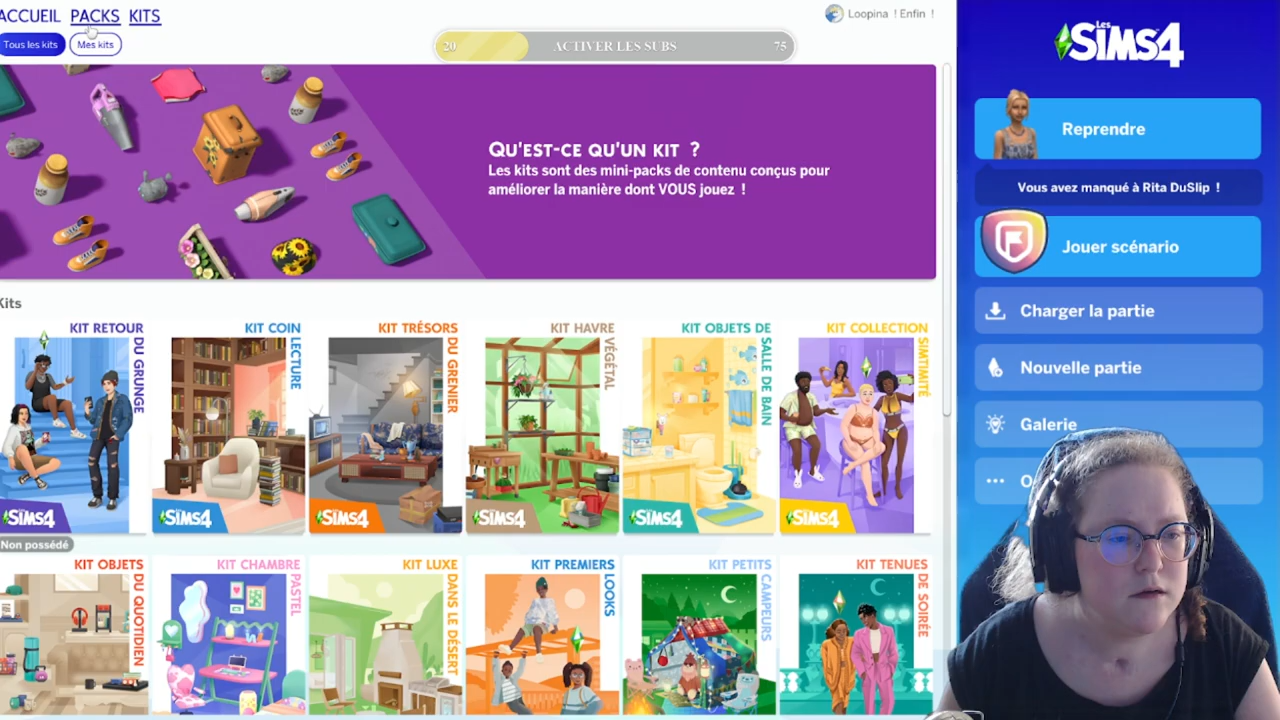 ACCUEIL PACKS KITS
Loopina ! Enfin !
Tous les kits Mes kits
20 ACTIVER LES SUBS 75
QU'EST-CE QU'UN KIT ?
Les kits sont des mini-packs de contenu conçus pour
améliorer la manière dont VOUS jouez !
Kits
KIT RETOUR DU GRUNGE
KIT COIN LECTURE
KIT TRÉSORS DU GRENIER
KIT HAVRE VÉGÉTAL
KIT OBJETS DE SALLE DE BAIN
KIT COLLECTION SIMTIMITÉ
SIMS4
SIMS4
SIMS4
SIMS4
SIMS4
SIMS4
Non possédé
KIT OBJETS DU QUOTIDIEN
KIT CHAMBRE PASTEL
KIT LUXE DANS LE DÉSERT
KIT PREMIERS LOOKS
KIT PETITS CAMPEURS
KIT TENUES DE SOIRÉE
Les SIMS4
Reprendre
Vous avez manqué à Rita DuSlip !
Jouer scénario
Charger la partie
Nouvelle partie
Galerie